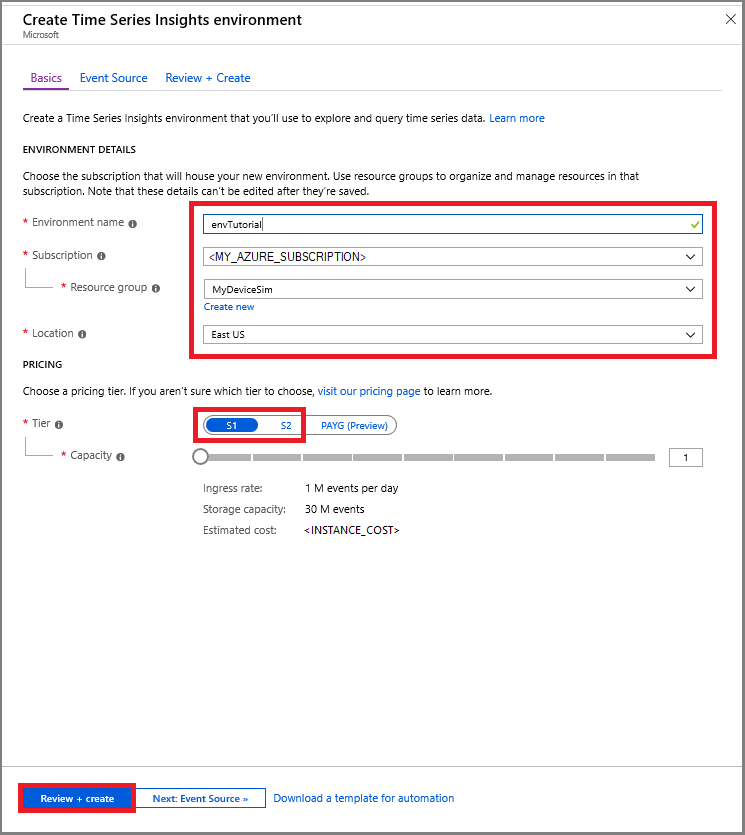 Create Time Series Insights environment
Microsoft
Basics Event Source Review + Create
Create a Time Series Insights environment that you'll use to explore and query time series data. Learn more
ENVIRONMENT DETAILS
Choose the subscription that will house your new environment. Use resource groups to organize and manage resources in that
subscription. Note that these details can't be edited after they're saved.
* Environment name envTutorial
* Subscription <MY_AZURE_SUBSCRIPTION>
* Resource group MyDeviceSim
Create new
* Location East US
PRICING
Choose a pricing tier. If you aren't sure which tier to choose, visit our pricing page to learn more.
* Tier S1 S2 PAYG (Preview)
* Capacity 1
Ingress rate: 1 M events per day
Storage capacity: 30 M events
Estimated cost: <INSTANCE_COST>
Review + create Next: Event Source » Download a template for automation